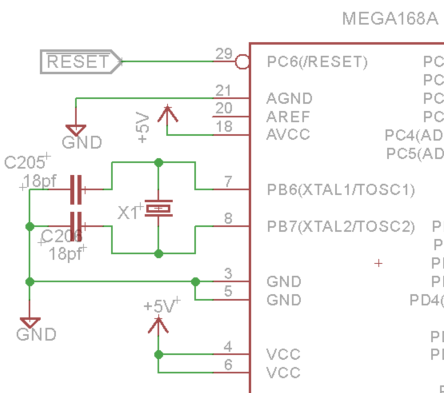 MEGA168A
RESET
29
PC6(/RESET)
PC
21
AGND
PC
20
AREF
PC
18
AVCC
PC4(AD
PC5(AD
+5V
GND
C205
18pf
7
PB6(XTAL1/TOSC1)
X1
C206
18pf
8
PB7(XTAL2/TOSC2)
3
GND
5
GND
PD4(
GND
+5V
4
VCC
6
VCC